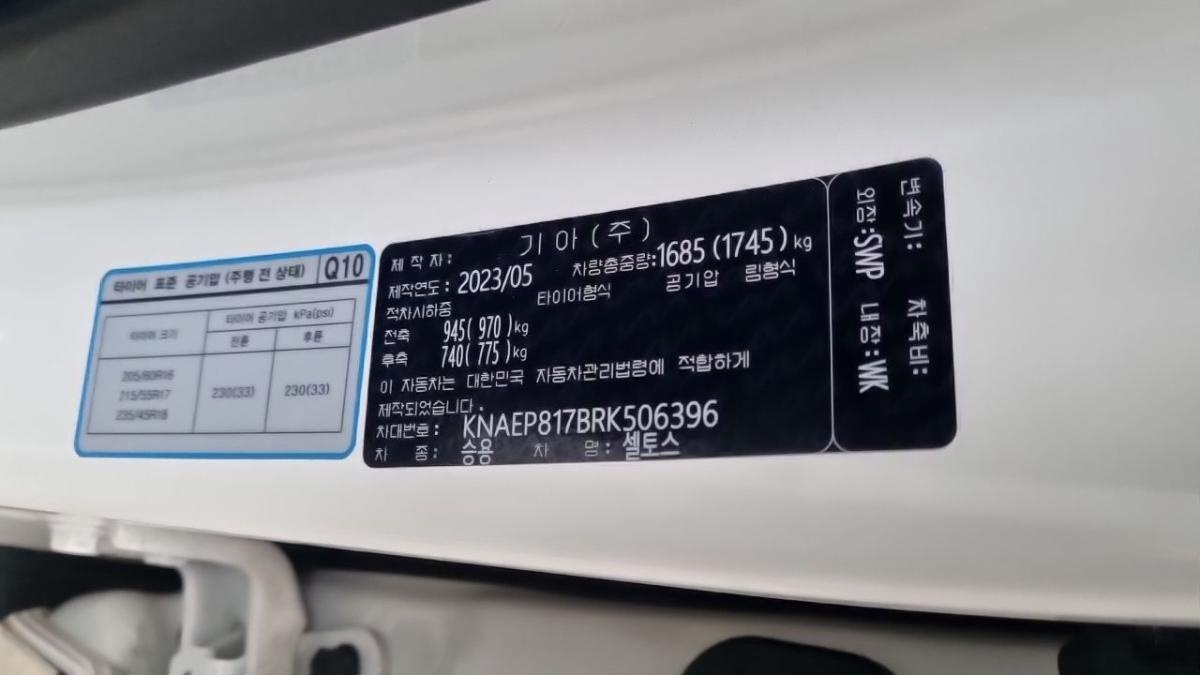 타이어 표준 공기압 (주행 전 상태) Q10
타이어 크기
타이어 공기압 kPa(psi)
전륜
후륜
205/60R16
215/55R17
235/45R18
230(33)
230(33)
제 작 자 : 기 아 ( 주 )
제작연도 : 2023/05 차량총중량:1685 (1745) kg
타이어형식 공기압 림형식
적차시하중
전축 945( 970) kg
후축 740( 775) kg
이 자동차는 대한민국 자동차관리법령에 적합하게
제작되었습니다.
차대번호 : KNAEP817BRK506396
차 종 : 승용 차 명 : 셀토스
변속기: 차축비:
외장:SWP 내장:WK